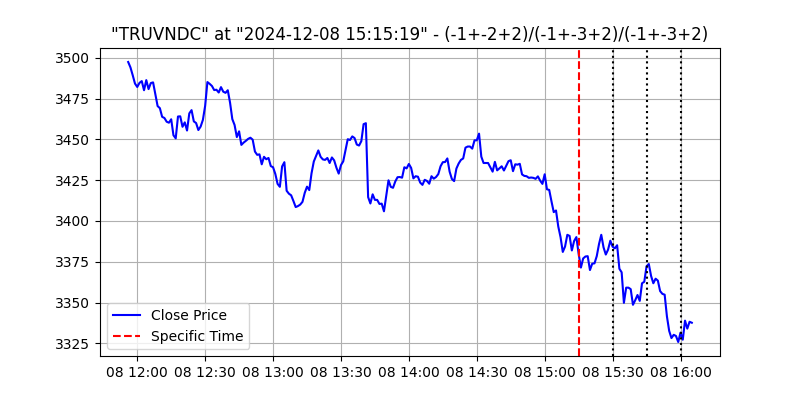 "TRUVNDC" at "2024-12-08 15:15:19" - (-1+-2+2)/(-1+-3+2)/(-1+-3+2)
3500
3475
3450
3425
3400
3375
3350
3325
Close Price
Specific Time
08 12:00 08 12:30 08 13:00 08 13:30 08 14:00 08 14:30 08 15:00 08 15:30 08 16:00